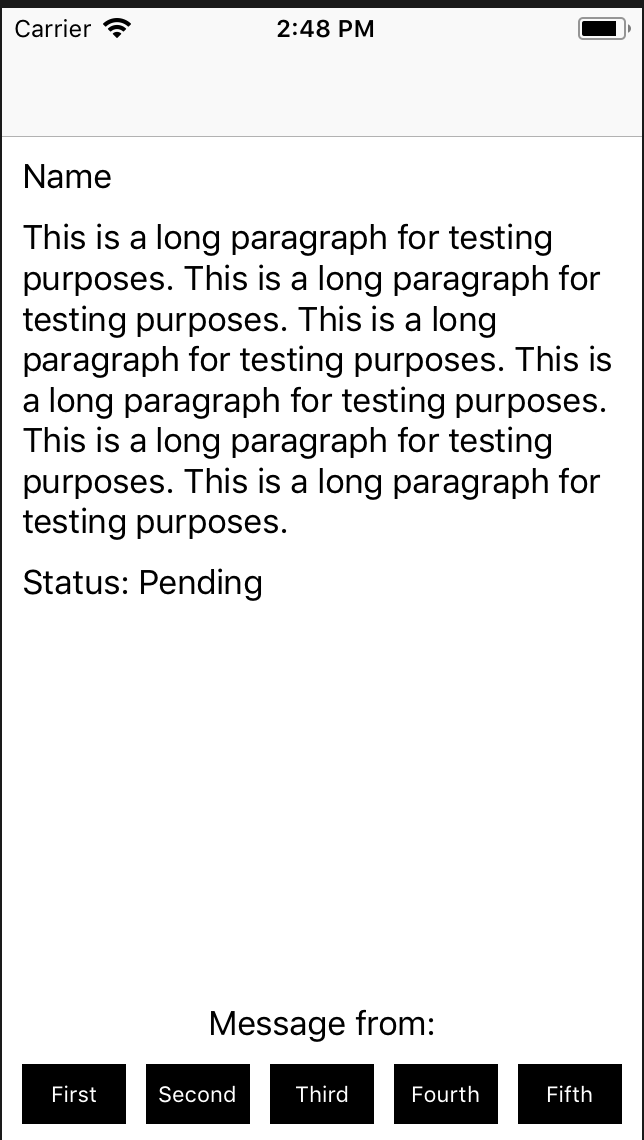 Carrier 2:48 PM
Name
This is a long paragraph for testing
purposes. This is a long paragraph for
testing purposes. This is a long
paragraph for testing purposes. This is
a long paragraph for testing purposes.
This is a long paragraph for testing
purposes. This is a long paragraph for
testing purposes.
Status: Pending
Message from:
First Second Third Fourth Fifth